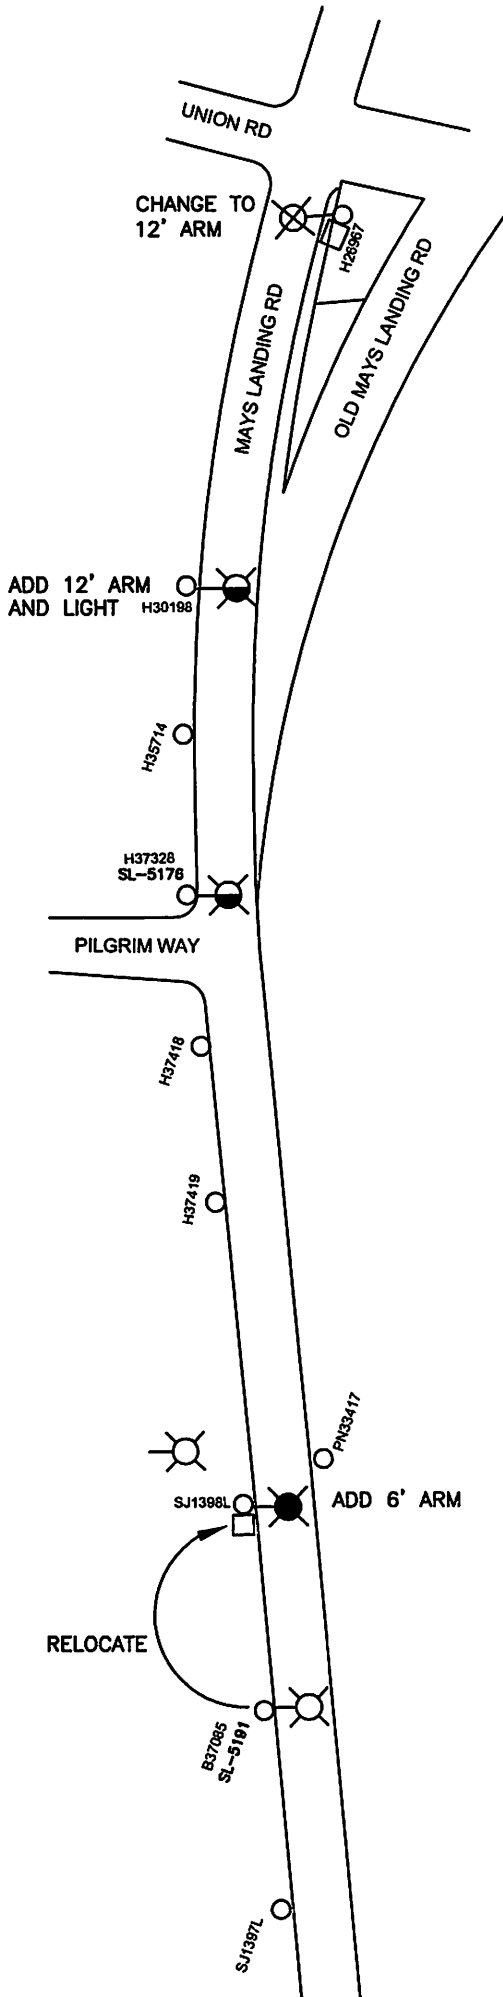 UNION RD
CHANGE TO
12' ARM
H26967
MAYS LANDING RD
OLD MAYS LANDING RD
ADD 12' ARM
AND LIGHT
H30198
H35714
H37328
SL-5176
PILGRIM WAY
H37418
H37419
PN33417
SJ1398L
ADD 6' ARM
RELOCATE
B37085
SL-5191
SJ1397L